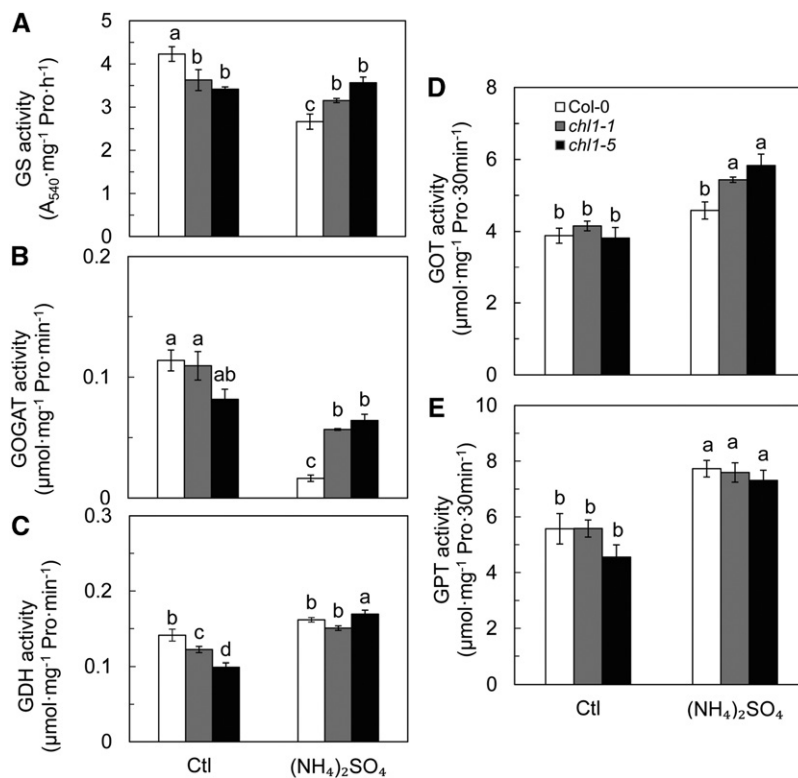 A
GS activity
(A₅₄₀·mg⁻¹ Pro·h⁻¹)
5
4
3
2
1
0
a
b
b
c
b
b
B
GOGAT activity
(μmol·mg⁻¹ Pro·min⁻¹)
0.2
0.1
0
a
a
ab
c
b
b
C
GDH activity
(μmol·mg⁻¹ Pro·min⁻¹)
0.3
0.2
0.1
0
b
c
d
b
b
a
Ctl
(NH₄)₂SO₄
D
GOT activity
(μmol·mg⁻¹ Pro·30min⁻¹)
8
6
4
2
0
Col-0
chl1-1
chl1-5
b
b
b
b
a
a
E
GPT activity
(μmol·mg⁻¹ Pro·30min⁻¹)
10
8
6
4
2
0
b
b
b
a
a
a
Ctl
(NH₄)₂SO₄